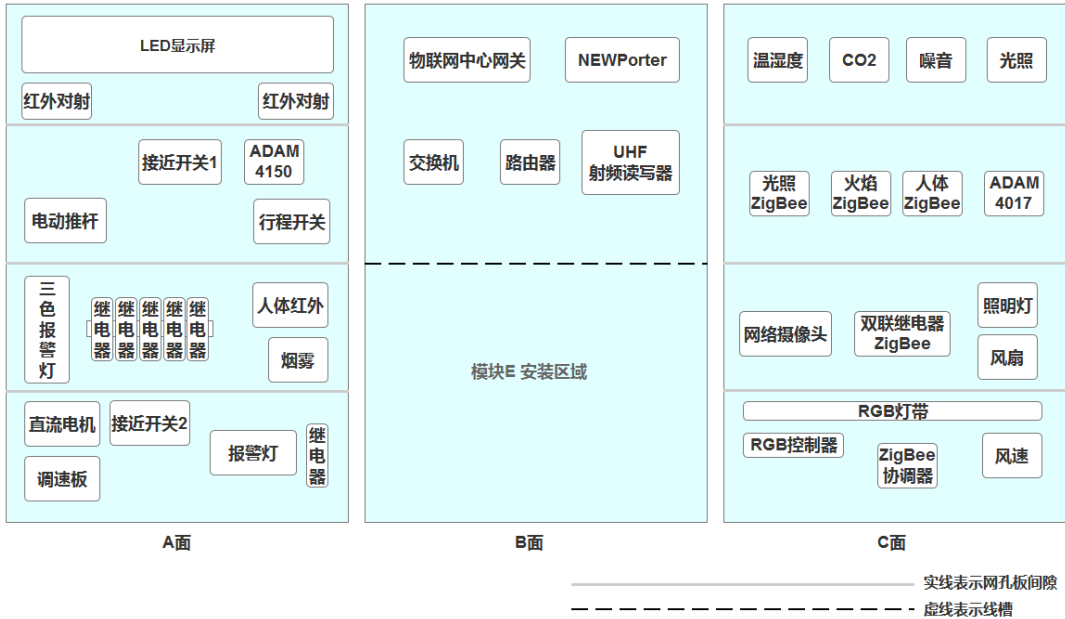 LED显示屏
红外对射
红外对射
接近开关1
ADAM
4150
电动推杆
行程开关
三
色
报
警
灯
继
电
器
继
电
器
继
电
器
继
电
器
继
电
器
人体红外
烟雾
直流电机
接近开关2
报警灯
继
电
器
调速板
A面
物联网中心网关
NEWPorter
交换机
路由器
UHF
射频读写器
模块E 安装区域
B面
温湿度
CO2
噪音
光照
光照
ZigBee
火焰
ZigBee
人体
ZigBee
ADAM
4017
网络摄像头
双联继电器
ZigBee
照明灯
风扇
RGB灯带
RGB控制器
ZigBee
协调器
风速
C面
实线表示网孔板间隙
虚线表示线槽